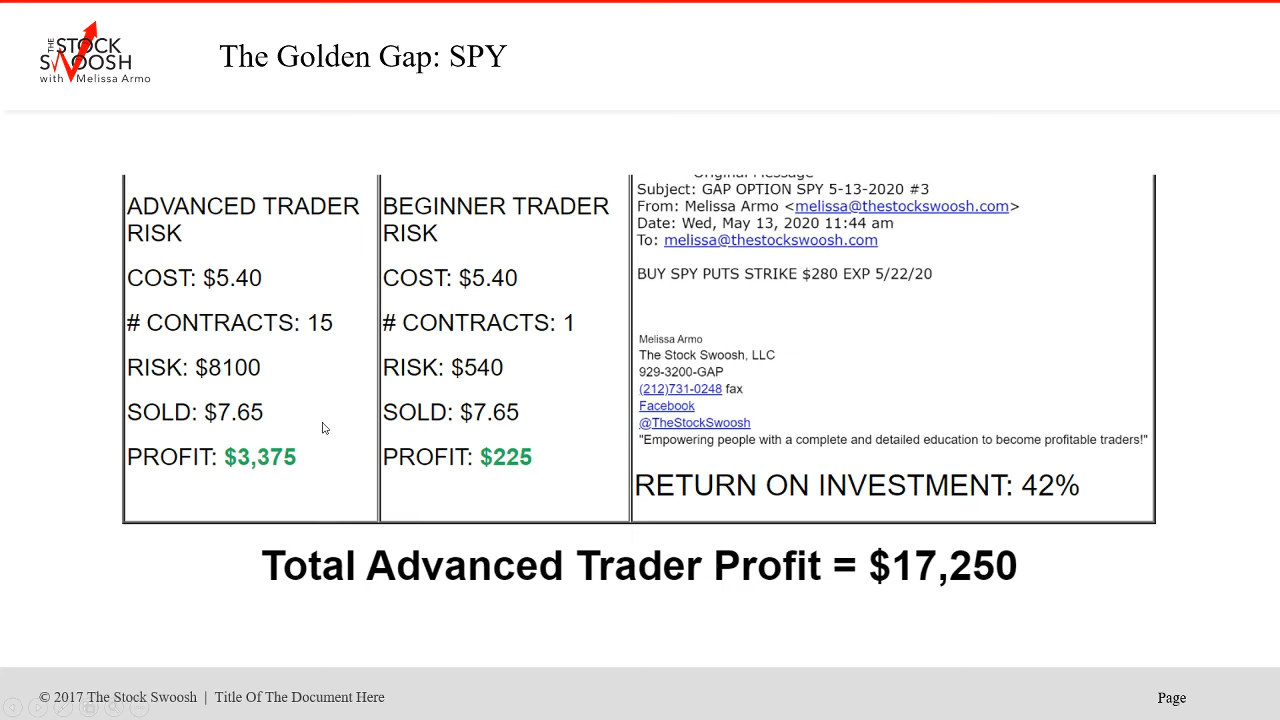 THE STOCK
SWOOSH
with Melissa Armo
The Golden Gap: SPY
ADVANCED TRADER
RISK
COST: $5.40
# CONTRACTS: 15
RISK: $8100
SOLD: $7.65
PROFIT: $3,375
BEGINNER TRADER
RISK
COST: $5.40
# CONTRACTS: 1
RISK: $540
SOLD: $7.65
PROFIT: $225
Original Message
Subject: GAP OPTION SPY 5-13-2020 #3
From: Melissa Armo <melissa@thestockswoosh.com>
Date: Wed, May 13, 2020 11:44 am
To: melissa@thestockswoosh.com
BUY SPY PUTS STRIKE $280 EXP 5/22/20
Melissa Armo
The Stock Swoosh, LLC
929-3200-GAP
(212)731-0248 fax
Facebook
@TheStockSwoosh
"Empowering people with a complete and detailed education to become profitable traders!"
RETURN ON INVESTMENT: 42%
Total Advanced Trader Profit = $17,250
© 2017 The Stock Swoosh | Title Of The Document Here
Page